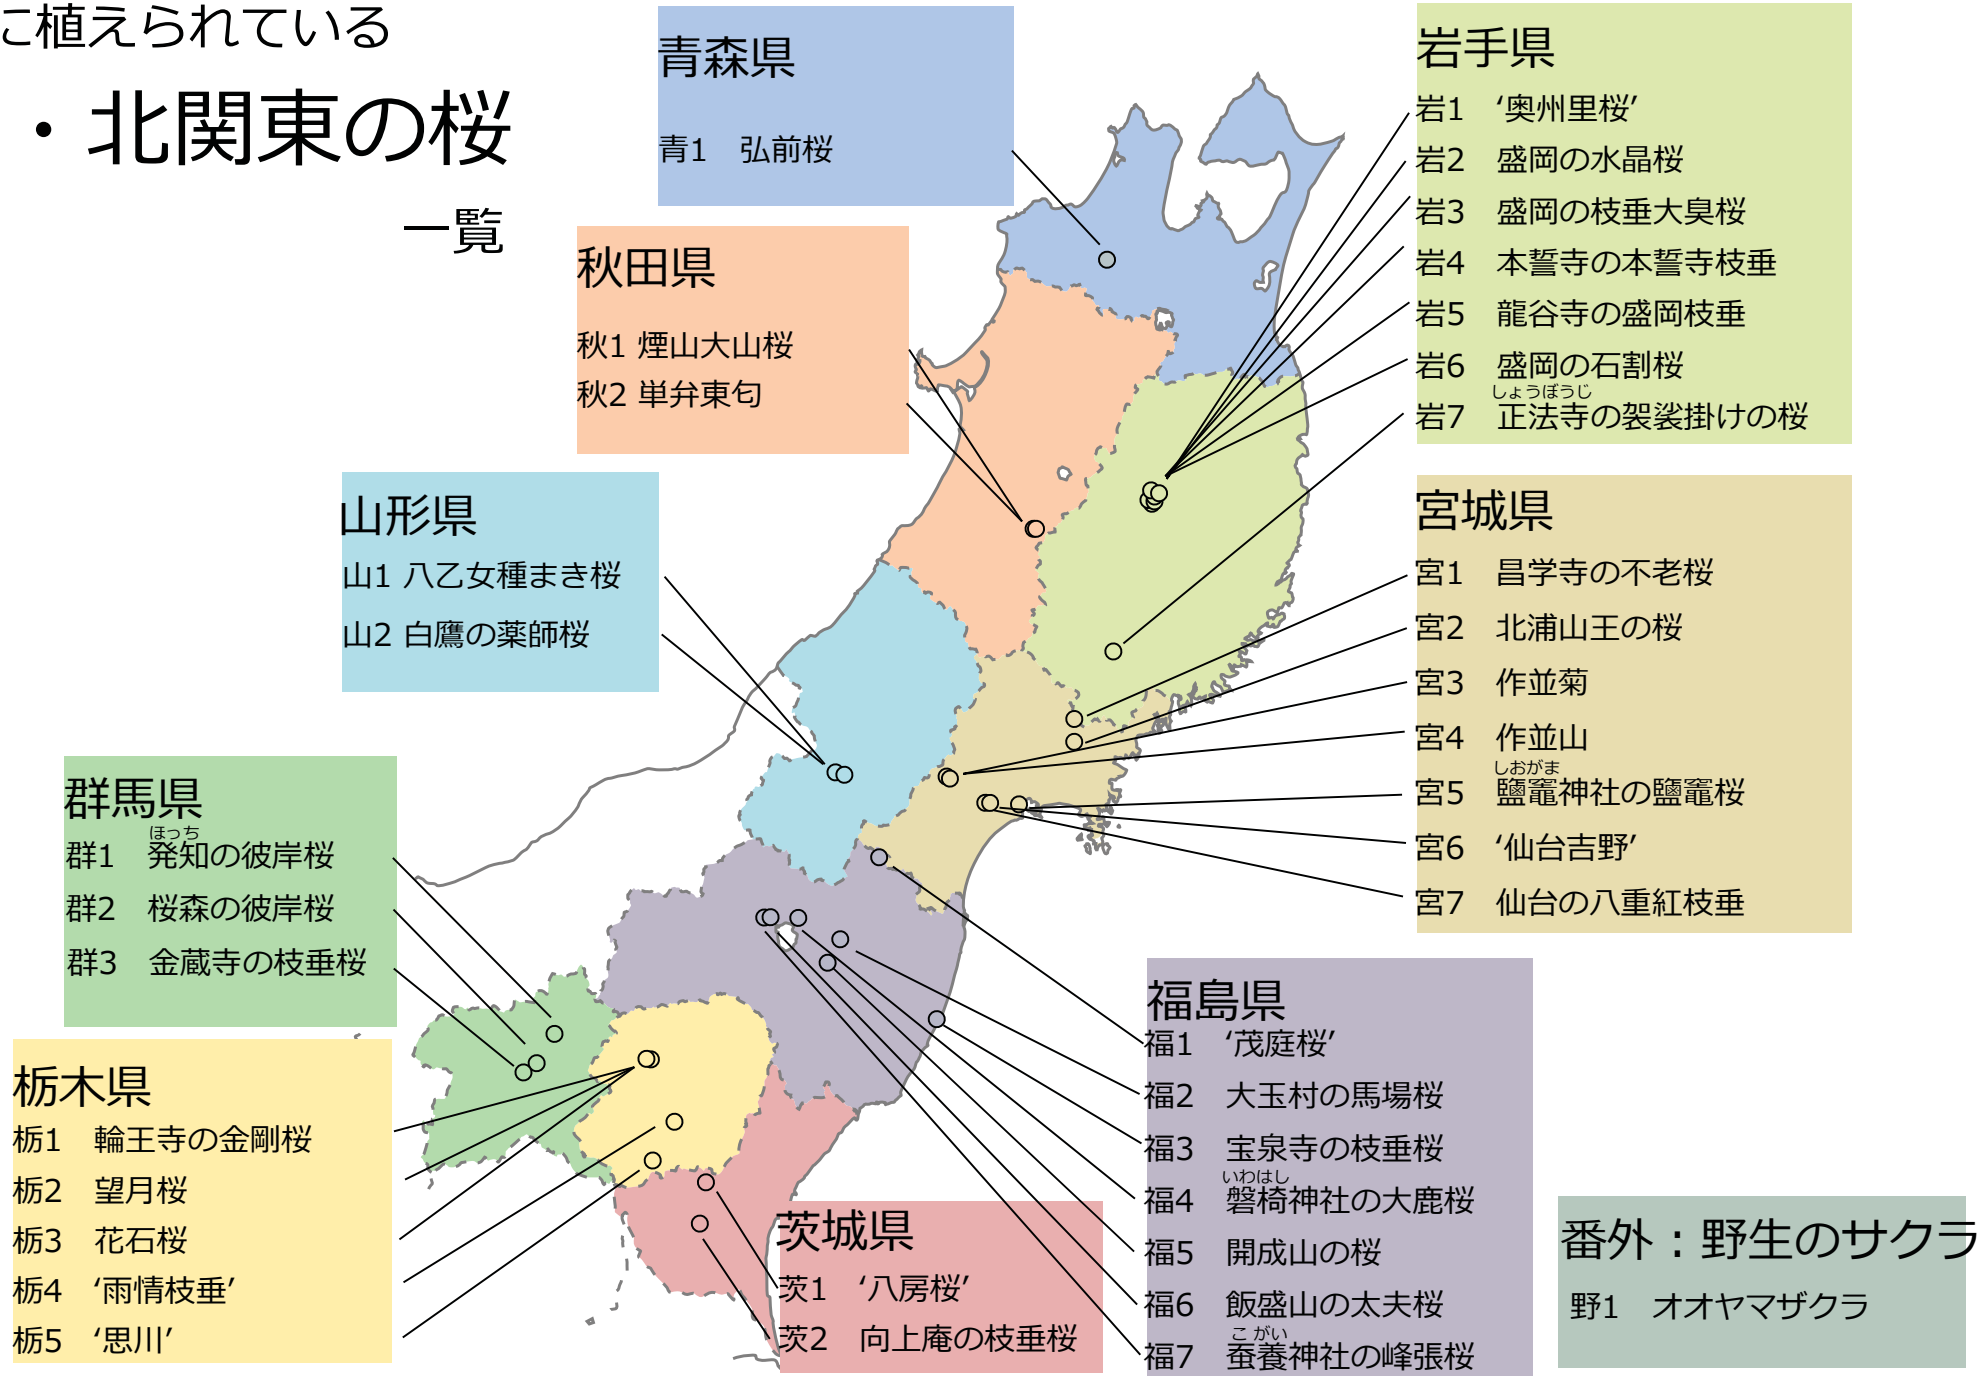 に植えられている
・北関東の桜
一覧
青森県
青1　弘前桜
秋田県
秋1 煙山大山桜
秋2 単弁東匂
山形県
山1 八乙女種まき桜
山2 白鷹の薬師桜
群馬県
ほっち
群1　発知の彼岸桜
群2　桜森の彼岸桜
群3　金蔵寺の枝垂桜
栃木県
栃1　輪王寺の金剛桜
栃2　望月桜
栃3　花石桜
栃4　‘雨情枝垂’
栃5　‘思川’
岩手県
岩1　‘奥州里桜’
岩2　盛岡の水晶桜
岩3　盛岡の枝垂大臭桜
岩4　本誓寺の本誓寺枝垂
岩5　龍谷寺の盛岡枝垂
岩6　盛岡の石割桜
しょうぼうじ
岩7　正法寺の袈裟掛けの桜
宮城県
宮1　昌学寺の不老桜
宮2　北浦山王の桜
宮3　作並菊
宮4　作並山
しおがま
宮5　鹽竈神社の鹽竈桜
宮6　‘仙台吉野’
宮7　仙台の八重紅枝垂
福島県
福1　‘茂庭桜’
福2　大玉村の馬場桜
福3　宝泉寺の枝垂桜
いわはし
福4　磐椅神社の大鹿桜
福5　開成山の桜
福6　飯盛山の太夫桜
こがい
福7　蚕養神社の峰張桜
茨城県
茨1　‘八房桜’
茨2　向上庵の枝垂桜
番外：野生のサクラ
野1　オオヤマザクラ